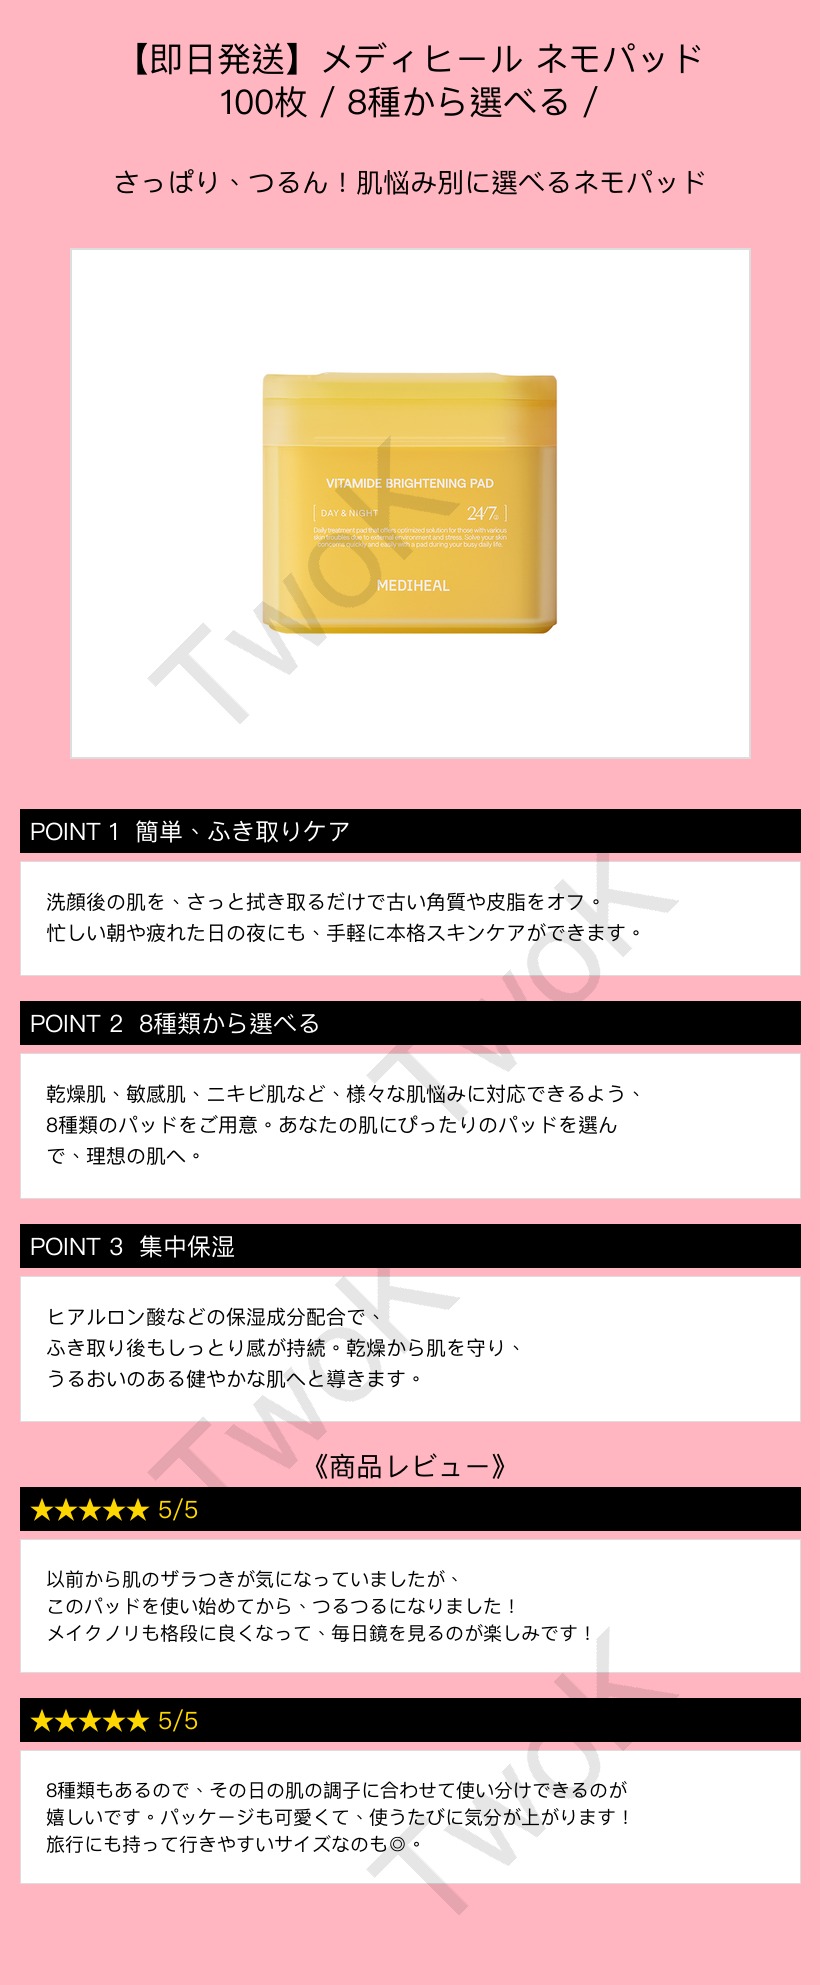 【即日発送】メディヒール ネモパッド
100枚 / 8種から選べる /
さっぱり、つるん！肌悩み別に選べるネモパッド
VITAMIDE BRIGHTENING PAD
DAY & NIGHT 24/7
Daily treatment pad that offers optimized solution for those with various
skin troubles due to external environment and stress. Solve your skin
concerns quickly and easily with a pad during your busy daily life.
MEDIHEAL
TwoK
POINT 1 簡単、ふき取りケア
洗顔後の肌を、さっと拭き取るだけで古い角質や皮脂をオフ。
忙しい朝や疲れた日の夜にも、手軽に本格スキンケアができます。
TwoK
POINT 2 8種類から選べる
乾燥肌、敏感肌、ニキビ肌など、様々な肌悩みに対応できるよう、
8種類のパッドをご用意。あなたの肌にぴったりのパッドを選ん
で、理想の肌へ。
POINT 3 集中保湿
ヒアルロン酸などの保湿成分配合で、
ふき取り後もしっとり感が持続。乾燥から肌を守り、
うるおいのある健やかな肌へと導きます。
TwoK
《商品レビュー》
★★★★★ 5/5
以前から肌のザラつきが気になっていましたが、
このパッドを使い始めてから、つるつるになりました！
メイクノリも格段に良くなって、毎日鏡を見るのが楽しみです！
★★★★★ 5/5
8種類もあるので、その日の肌の調子に合わせて使い分けできるのが
嬉しいです。パッケージも可愛くて、使うたびに気分が上がります！
旅行にも持って行きやすいサイズなのも◎。
TwoK